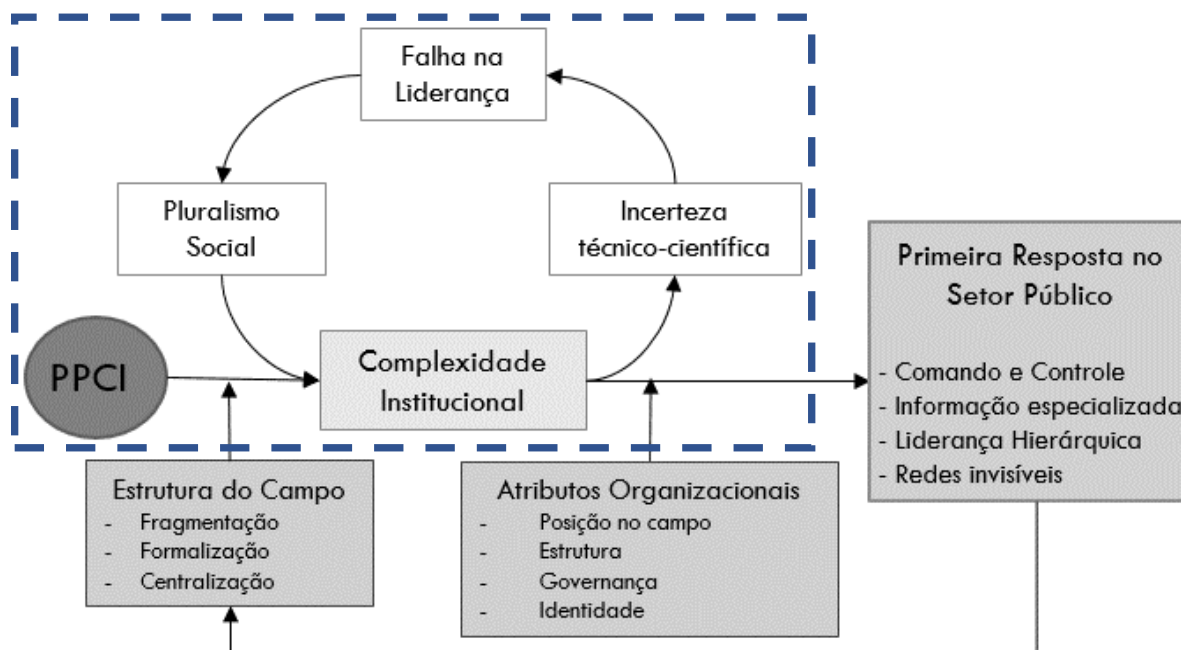 Falha na
Liderança
Pluralismo
Social
Incerteza
técnico-científica
PPCI
Complexidade
Institucional
Primeira Resposta no
Setor Público
- Comando e Controle
- Informação especializada
- Liderança Hierárquica
- Redes invisíveis
Estrutura do Campo
- Fragmentação
- Formalização
- Centralização
Atributos Organizacionais
- Posição no campo
- Estrutura
- Governança
- Identidade